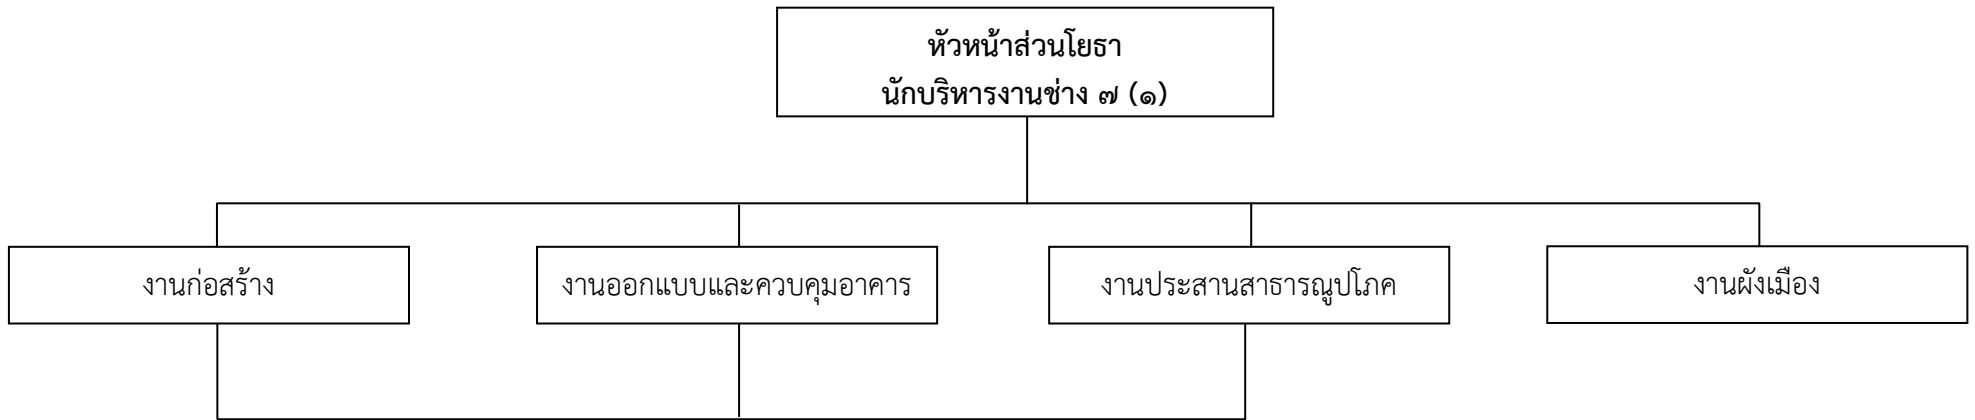 หัวหน้าส่วนโยธา
นักบริหารงานช่าง ๗ (๑)
งานก่อสร้าง
งานออกแบบและควบคุมอาคาร
งานประสานสาธารณูปโภค
งานผังเมือง